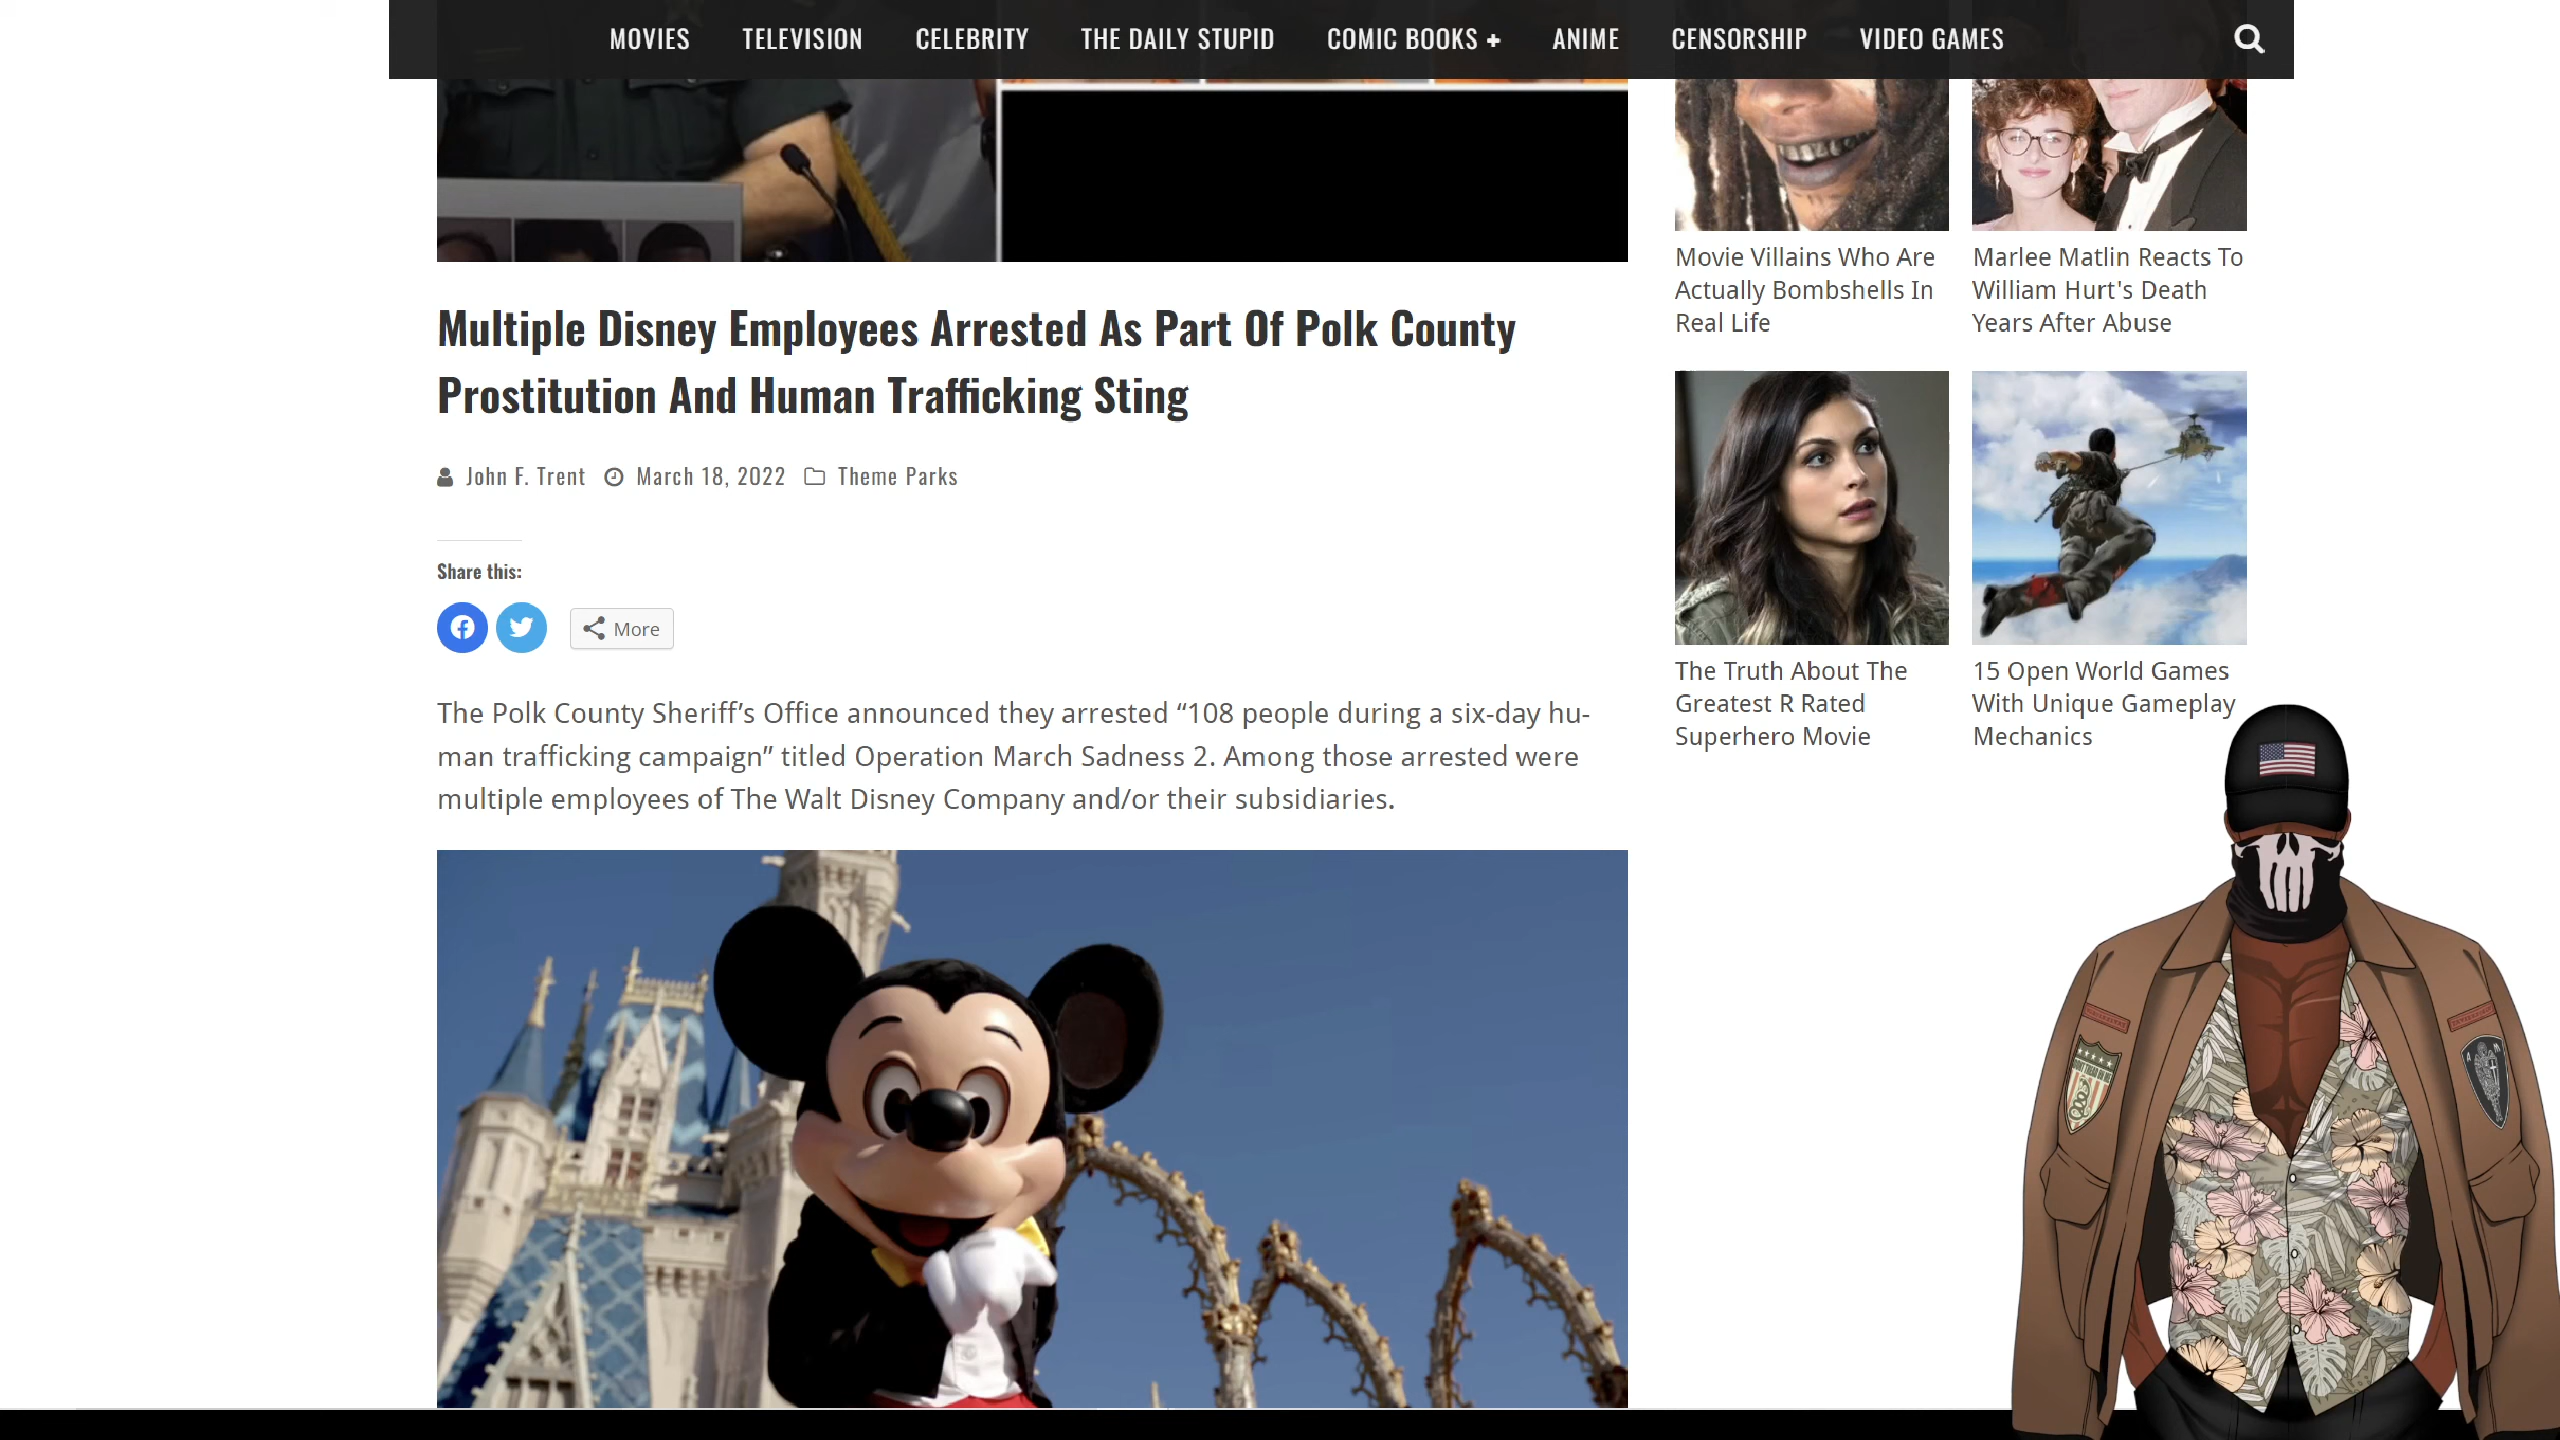 MOVIES TELEVISION CELEBRITY THE DAILY STUPID COMIC BOOKS + ANIME CENSORSHIP VIDEO GAMES
Multiple Disney Employees Arrested As Part Of Polk County
Prostitution And Human Trafficking Sting
John F. Trent March 18, 2022 Theme Parks
Share this:
More
The Polk County Sheriff’s Office announced they arrested “108 people during a six-day hu-
man trafficking campaign” titled Operation March Sadness 2. Among those arrested were
multiple employees of The Walt Disney Company and/or their subsidiaries.
Movie Villains Who Are
Actually Bombshells In
Real Life
Marlee Matlin Reacts To
William Hurt's Death
Years After Abuse
The Truth About The
Greatest R Rated
Superhero Movie
15 Open World Games
With Unique Gameplay
Mechanics